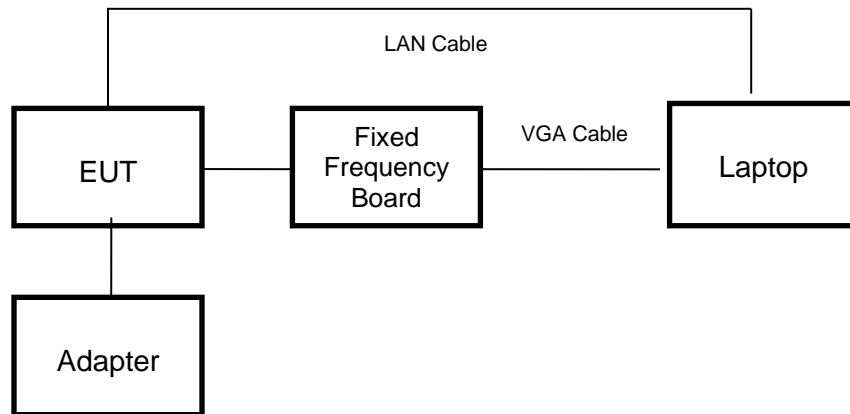 LAN Cable
EUT
Fixed
Frequency
Board
VGA Cable
Laptop
Adapter